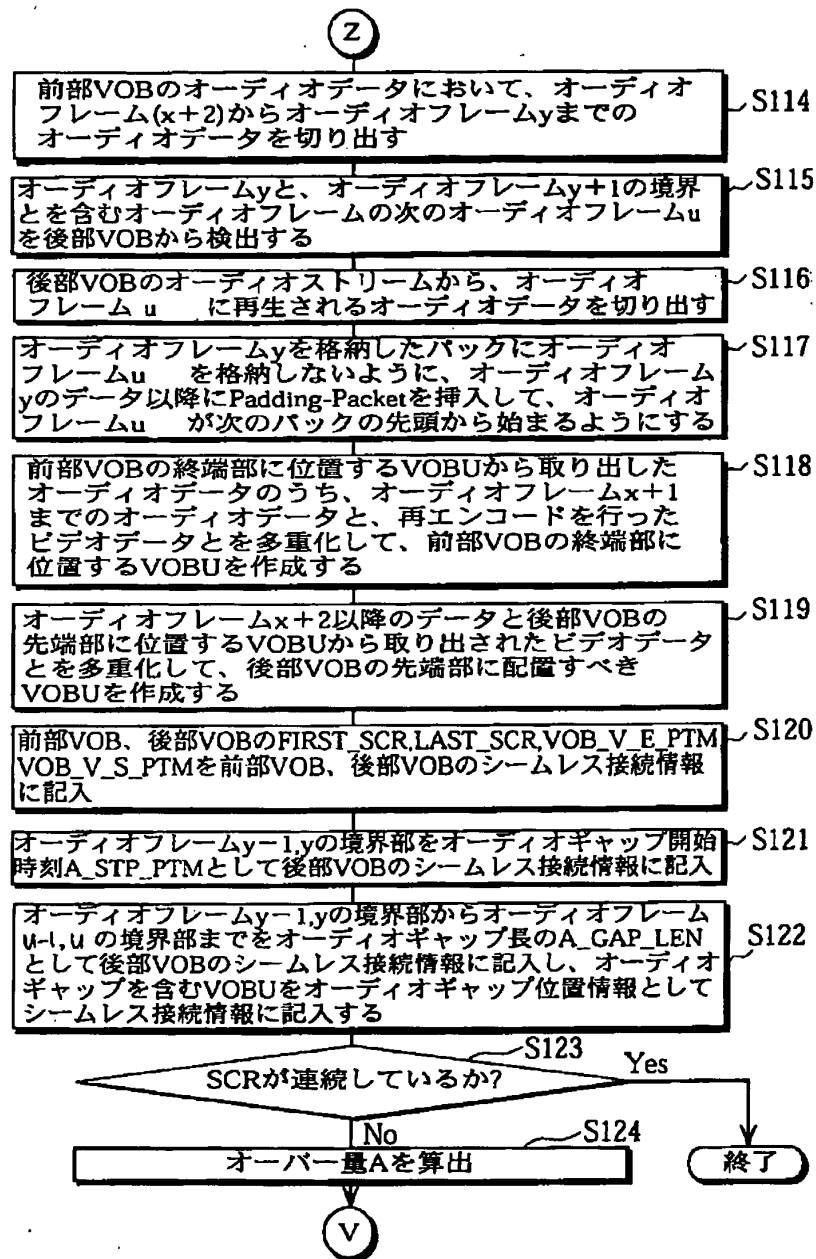 Z
前部VOBのオーディオデータにおいて、オーディオ
フレーム(x+2)からオーディオフレームyまでの
オーディオデータを切り出す
S114
オーディオフレームyと、オーディオフレームy+1の境界
とを含むオーディオフレームの次のオーディオフレームu
を後部VOBから検出する
S115
後部VOBのオーディオストリームから、オーディオ
フレーム u に再生されるオーディオデータを切り出す
S116
オーディオフレームyを格納したパックにオーディオ
フレームu を格納しないように、オーディオフレーム
yのデータ以降にPadding-Packetを挿入して、オーディオ
フレームu が次のパックの先頭から始まるようにする
S117
前部VOBの終端部に位置するVOBUから取り出した
オーディオデータのうち、オーディオフレームx+1
までのオーディオデータと、再エンコードを行った
ビデオデータとを多重化して、前部VOBの終端部に
位置するVOBUを作成する
S118
オーディオフレームx+2以降のデータと後部VOBの
先端部に位置するVOBUから取り出されたビデオデータ
とを多重化して、後部VOBの先端部に配置すべき
VOBUを作成する
S119
前部VOB、後部VOBのFIRST_SCR,LAST_SCR,VOB_V_E_PTM
VOB_V_S_PTMを前部VOB、後部VOBのシームレス接続情報
に記入
S120
オーディオフレームy-1,yの境界部をオーディオギャップ開始
時刻A_STP_PTMとして後部VOBのシームレス接続情報に記入
S121
オーディオフレームy-1,yの境界部からオーディオフレーム
u-1,u の境界部までをオーディオギャップ長のA_GAP_LEN
として後部VOBのシームレス接続情報に記入し、オーディオ
ギャップを含むVOBUをオーディオギャップ位置情報として
シームレス接続情報に記入する
S122
S123
SCRが連続しているか?
Yes
No
S124
オーバー量Aを算出
終了
V